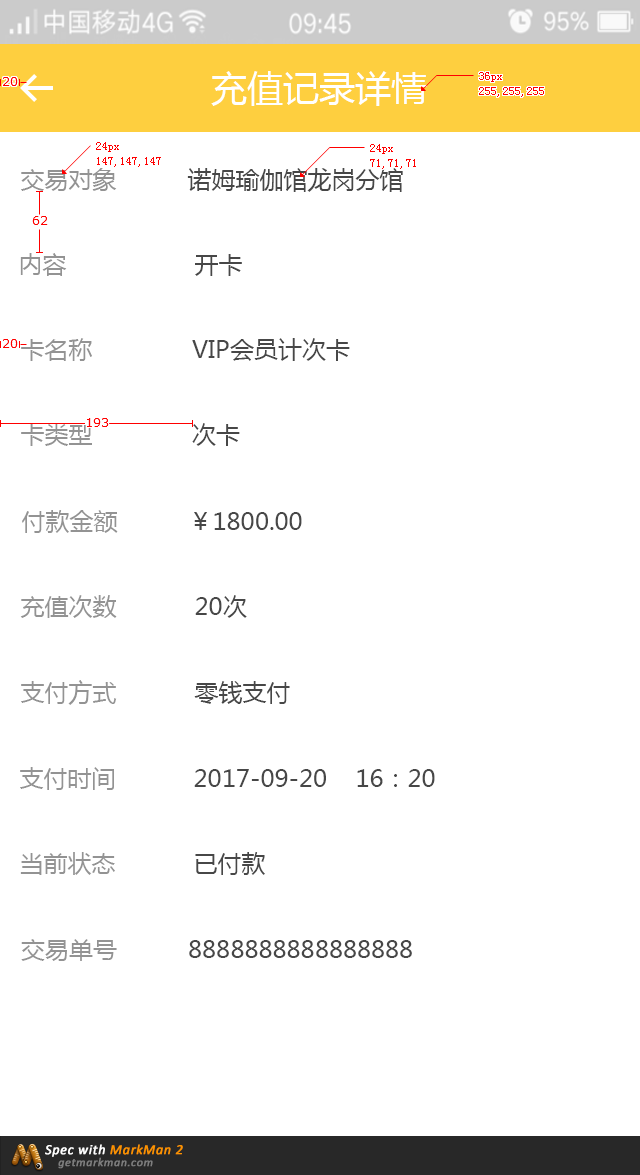 中国移动4G 09:45 95%
充值记录详情
20
36px
255, 255, 255
24px
147, 147, 147
24px
71, 71, 71
交易对象 诺姆瑜伽馆龙岗分馆
62
内容 开卡
20
卡名称 VIP会员计次卡
193
卡类型 次卡
付款金额 ¥1800.00
充值次数 20次
支付方式 零钱支付
支付时间 2017-09-20 16：20
当前状态 已付款
交易单号 8888888888888888
Spec with MarkMan 2
getmarkman.com